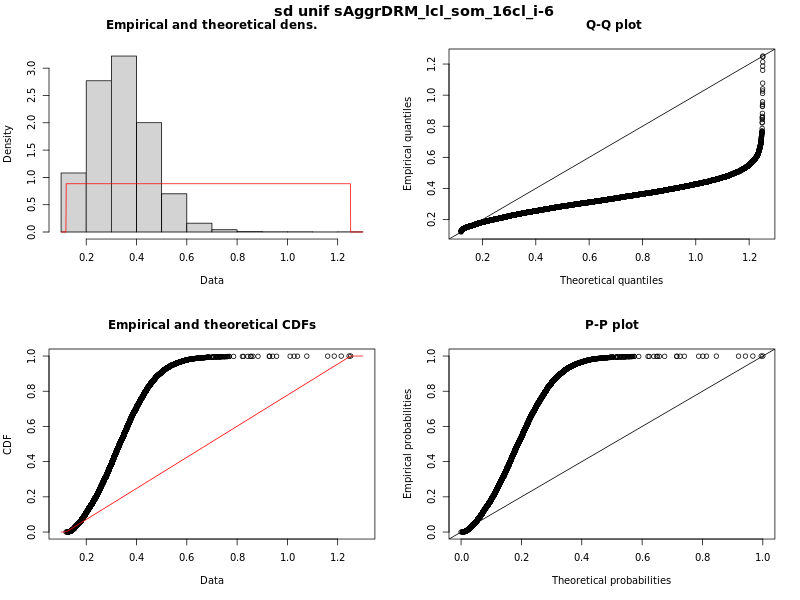 sd unif sAggrDRM_lcl_som_16cl_i-6
Empirical and theoretical dens.
Density
0.0 0.5 1.0 1.5 2.0 2.5 3.0
0.2 0.4 0.6 0.8 1.0 1.2
Data
Q-Q plot
Empirical quantiles
0.2 0.4 0.6 0.8 1.0 1.2
0.2 0.4 0.6 0.8 1.0 1.2
Theoretical quantiles
Empirical and theoretical CDFs
CDF
0.0 0.2 0.4 0.6 0.8 1.0
0.2 0.4 0.6 0.8 1.0 1.2
Data
P-P plot
Empirical probabilities
0.0 0.2 0.4 0.6 0.8 1.0
0.0 0.2 0.4 0.6 0.8 1.0
Theoretical probabilities